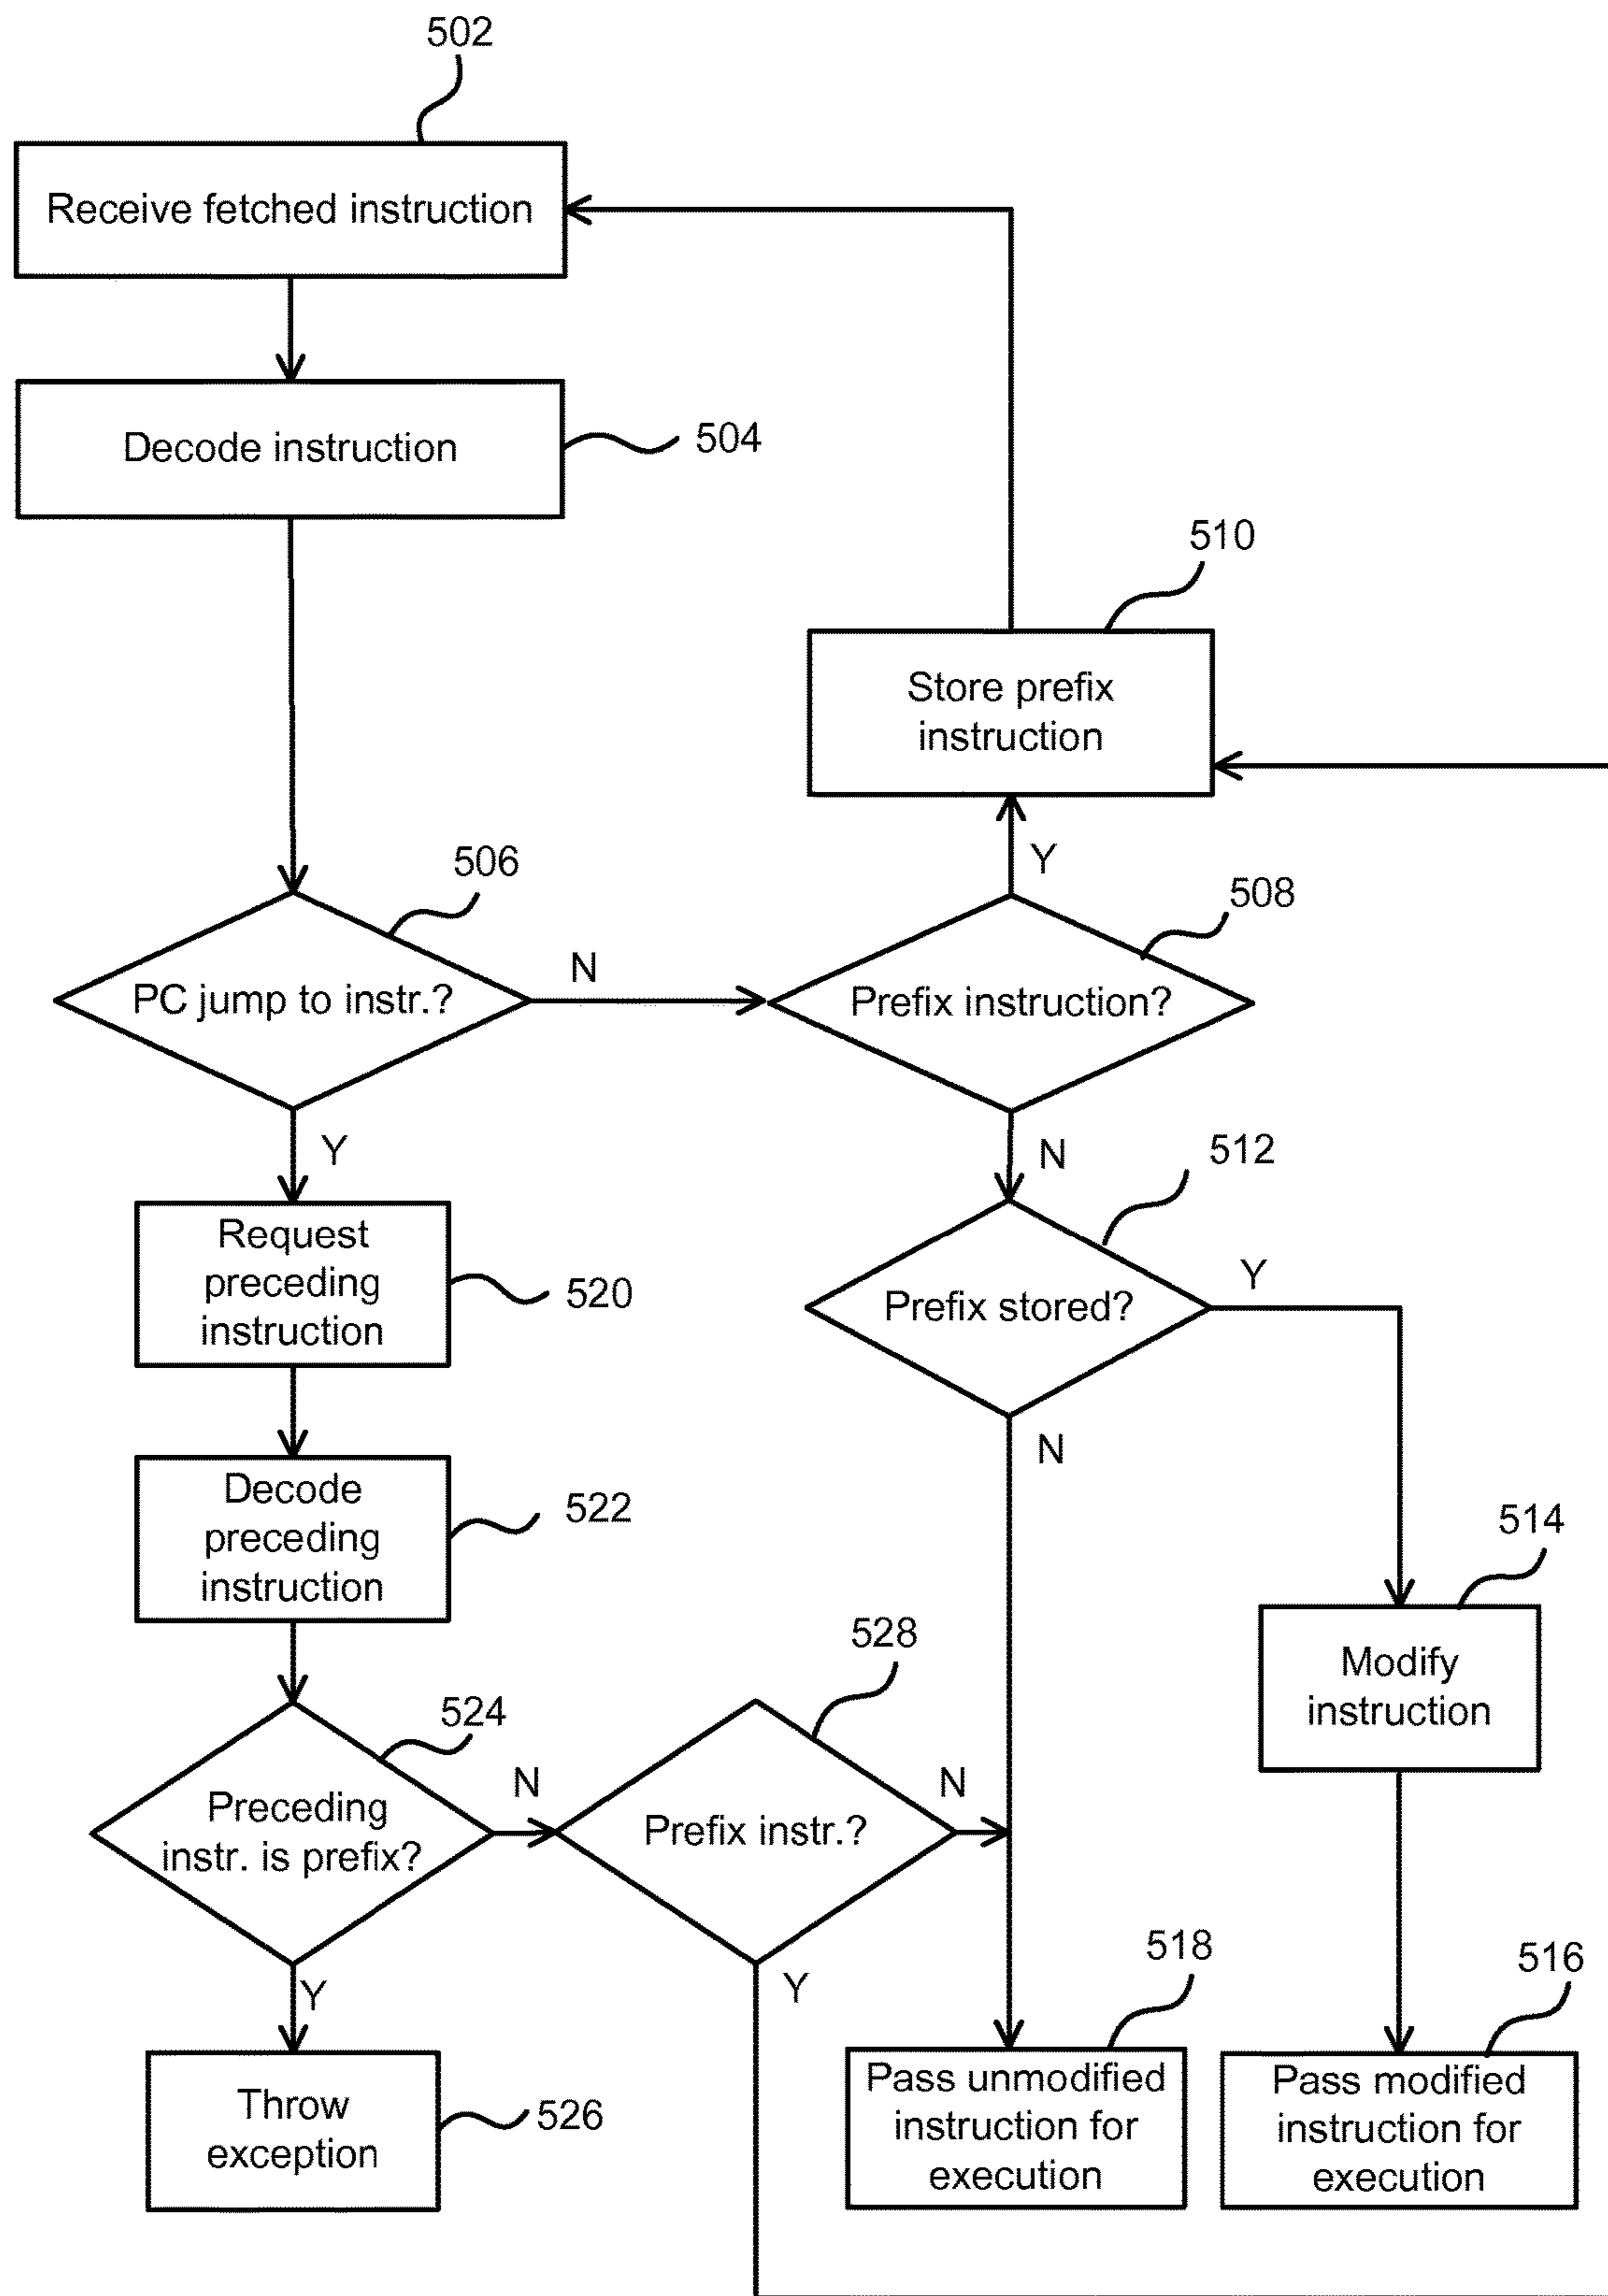 502
Receive fetched instruction
Decode instruction
504
510
Store prefix
instruction
Y
506
508
PC jump to instr.?
N
Prefix instruction?
Y
N
512
Request
preceding
instruction
520
Prefix stored?
Y
N
Decode
preceding
instruction
522
514
Modify
instruction
528
524
Preceding
instr. is prefix?
N
Prefix instr.?
N
Y
Y
518
516
Throw
exception
526
Pass unmodified
instruction for
execution
Pass modified
instruction for
execution